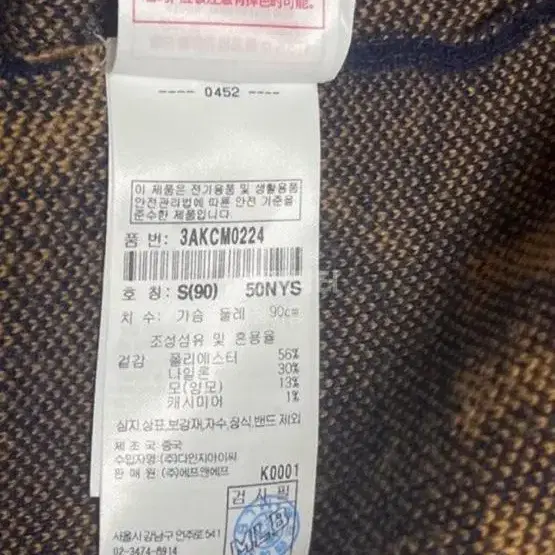 ---- 0452 ----
이 제품은 전기용품 및 생활용품
안전관리법에 따른 안전 기준을
준수한 제품입니다.
품 번: 3AKCM0224
호 칭: S(90) 50NYS
치 수: 가슴 둘레 90cm
조성섬유 및 혼용율
겉감 폴리에스터 56%
나일론 30%
모(양모) 13%
캐시미어 1%
심지,상표,보강재,자수,장식,밴드 제외
제 조 국: 중국
수입자명: (주)다인지아이씨
판 매 원: (주)에프앤에프 K0001
검 사 필
MLB
서울시 강남구 언주로 541
02-3474-8914